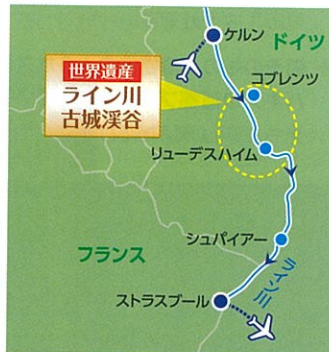 ケルン
ドイツ
世界遺産
ライン川
古城渓谷
コブレンツ
リューデスハイム
シュパイアー
フランス
ライン川
ストラスブール